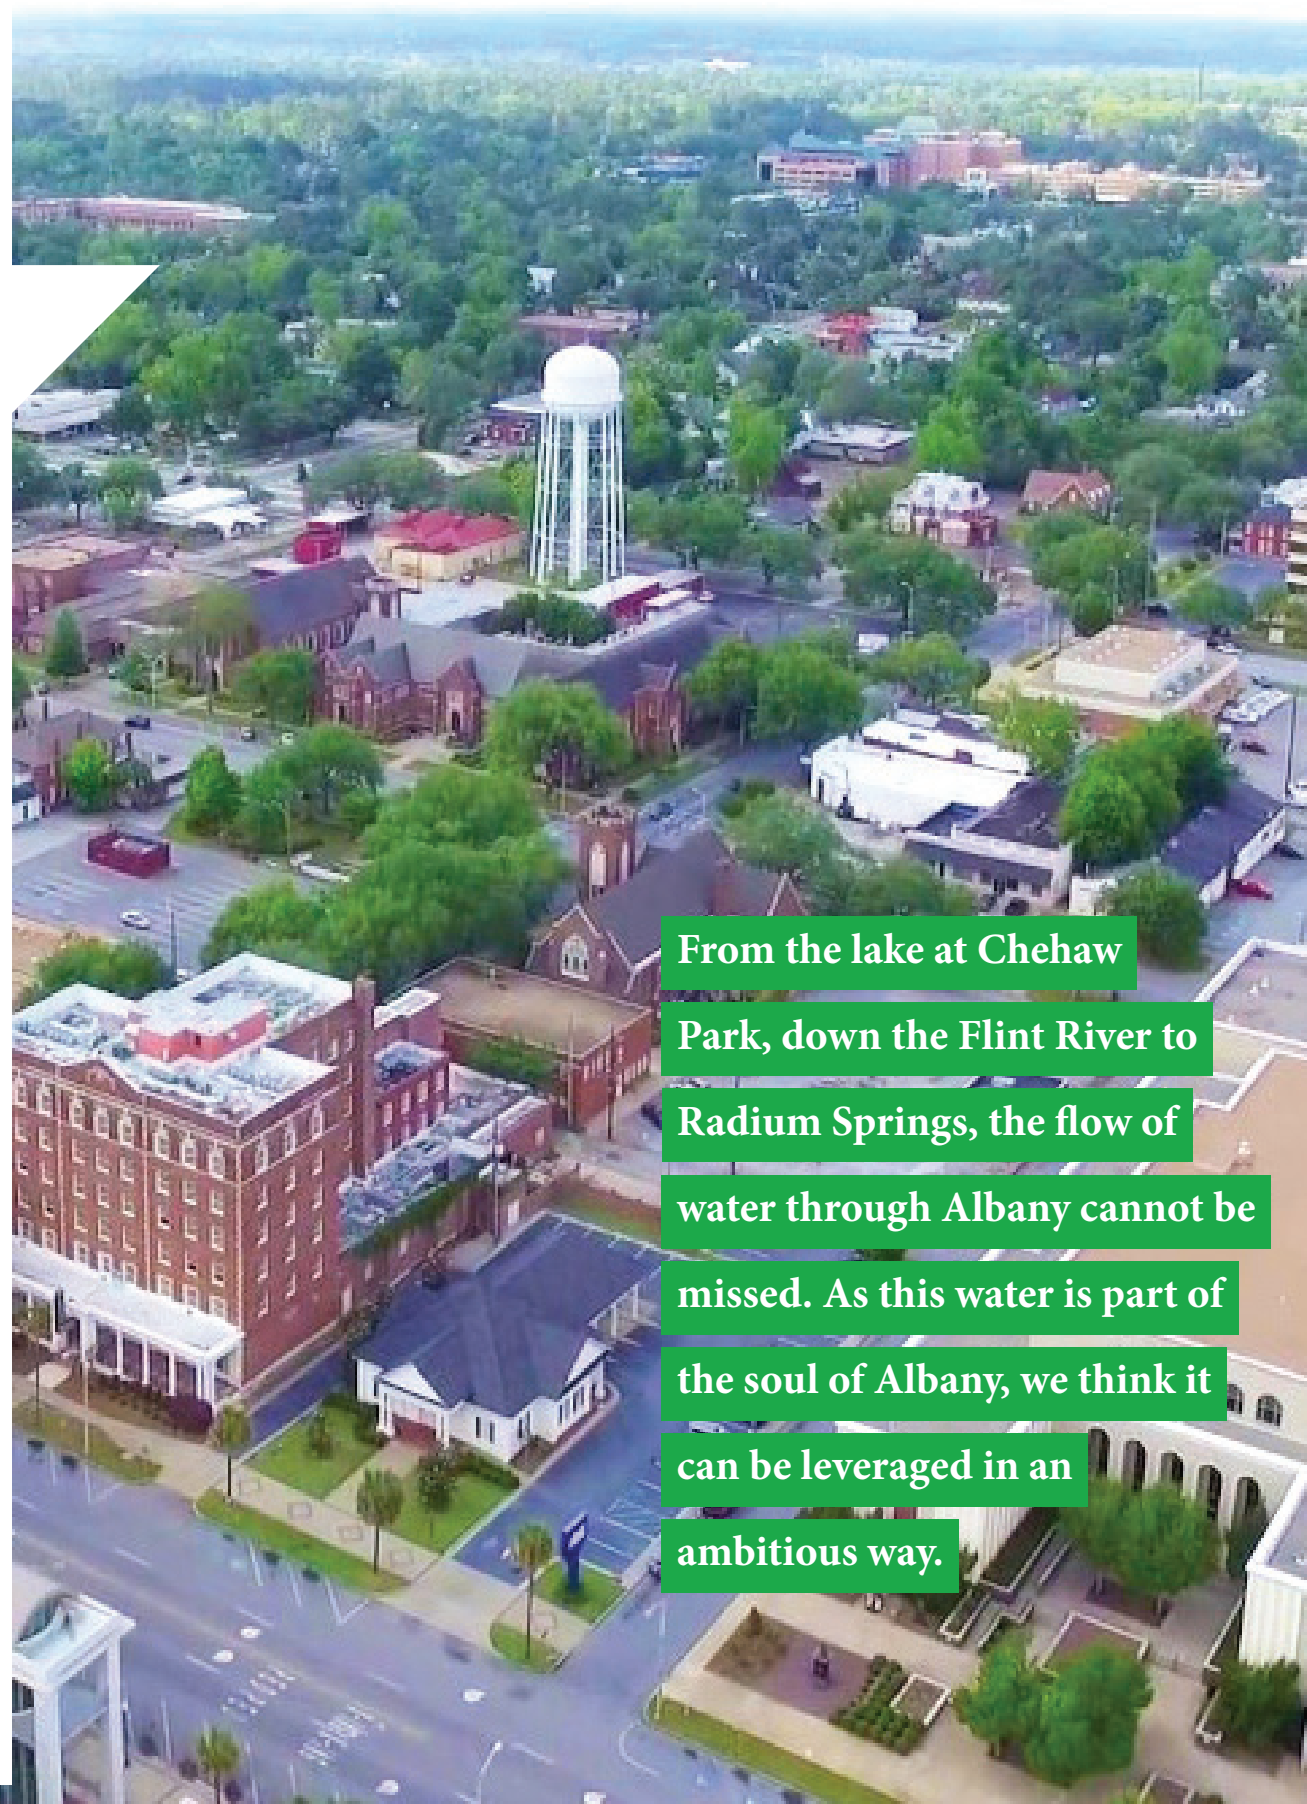 From the lake at Chehaw
Park, down the Flint River to
Radium Springs, the flow of
water through Albany cannot be
missed. As this water is part of
the soul of Albany, we think it
can be leveraged in an
ambitious way.